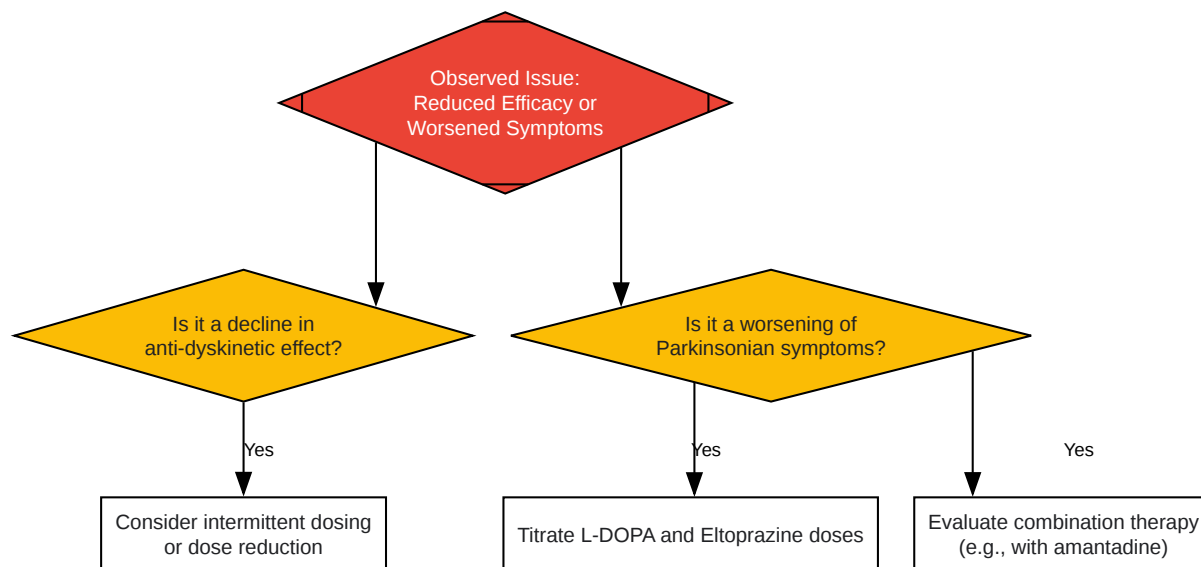 Observed Issue:
Reduced Efficacy or
Worsened Symptoms
Is it a decline in
anti-dyskinetic effect?
Is it a worsening of
Parkinsonian symptoms?
Yes
Yes
Yes
Consider intermittent dosing
or dose reduction
Titrate L-DOPA and Eltoprazine doses
Evaluate combination therapy
(e.g., with amantadine)